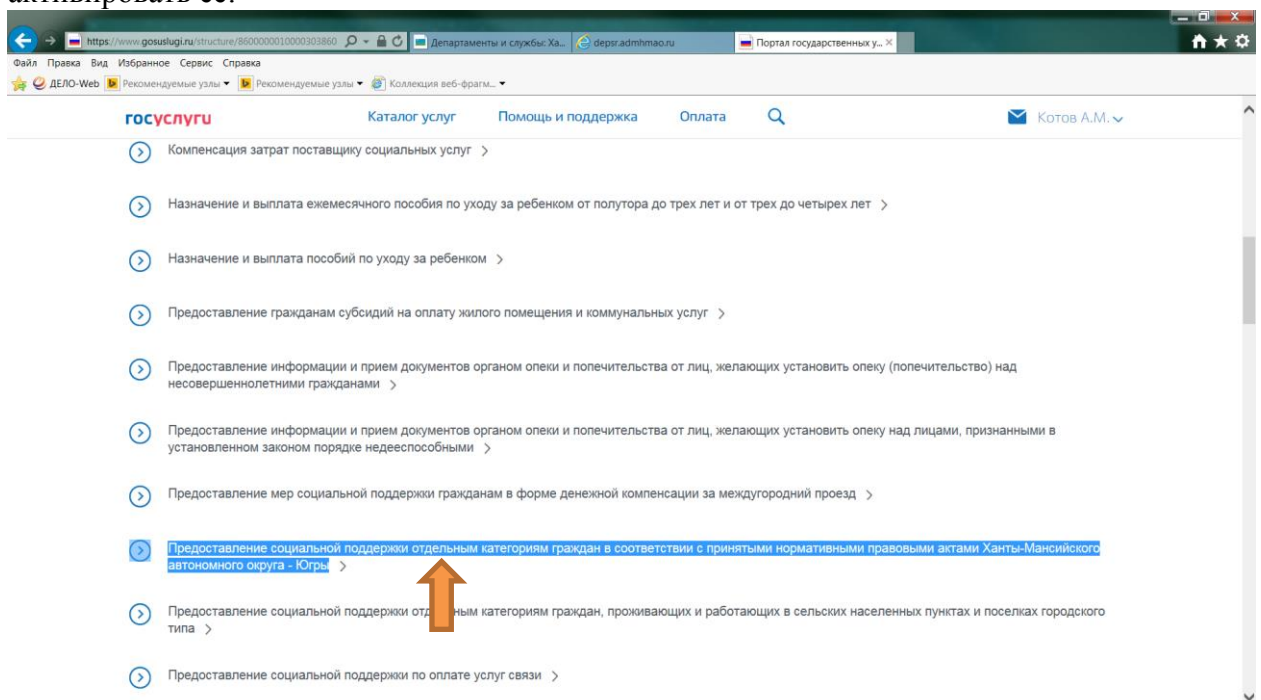 https://www.gosuslugi.ru/structure/8600000010000303860
Департаменты и службы: Ха...
depsr.admhmao.ru
Портал государственных у...
Файл Правка Вид Избранное Сервис Справка
ДЕЛО-Web Рекомендуемые узлы Рекомендуемые узлы Коллекция веб-фрагм...
госуслуги Каталог услуг Помощь и поддержка Оплата Котов А.М.
Компенсация затрат поставщику социальных услуг
Назначение и выплата ежемесячного пособия по уходу за ребенком от полутора до трех лет и от трех до четырех лет
Назначение и выплата пособий по уходу за ребенком
Предоставление гражданам субсидий на оплату жилого помещения и коммунальных услуг
Предоставление информации и прием документов органом опеки и попечительства от лиц, желающих установить опеку (попечительство) над
несовершеннолетними гражданами
Предоставление информации и прием документов органом опеки и попечительства от лиц, желающих установить опеку над лицами, признанными в
установленном законом порядке недееспособными
Предоставление мер социальной поддержки гражданам в форме денежной компенсации за междугородний проезд
Предоставление социальной поддержки отдельным категориям граждан в соответствии с принятыми нормативными правовыми актами Ханты-Мансийского
автономного округа - Югры
Предоставление социальной поддержки отдельным категориям граждан, проживающих и работающих в сельских населенных пунктах и поселках городского
типа
Предоставление социальной поддержки по оплате услуг связи